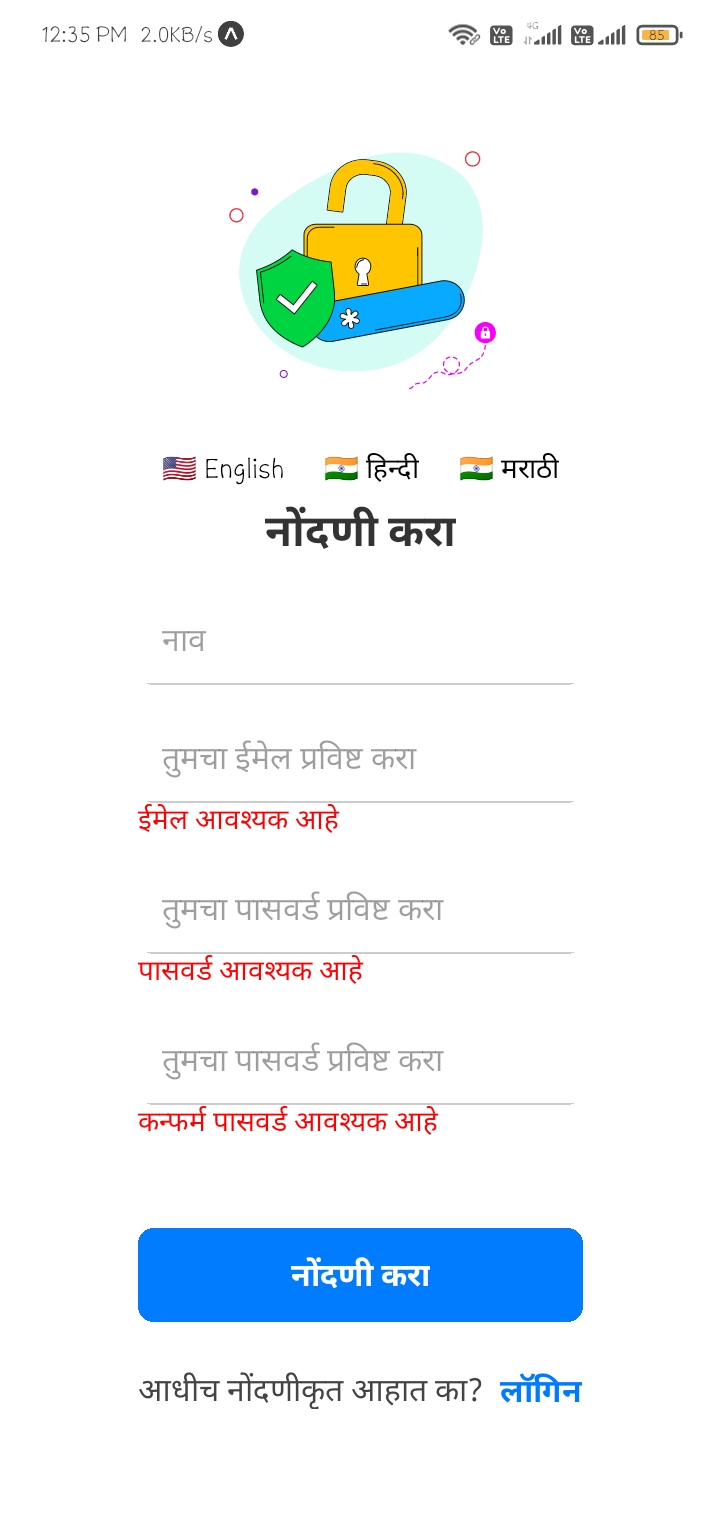 12:35 PM 2.0KB/s
Vo LTE 4G Vo LTE 85
English हिन्दी मराठी
नोंदणी करा
नाव
तुमचा ईमेल प्रविष्ट करा
ईमेल आवश्यक आहे
तुमचा पासवर्ड प्रविष्ट करा
पासवर्ड आवश्यक आहे
तुमचा पासवर्ड प्रविष्ट करा
कन्फर्म पासवर्ड आवश्यक आहे
नोंदणी करा
आधीच नोंदणीकृत आहात का? लॉगिन